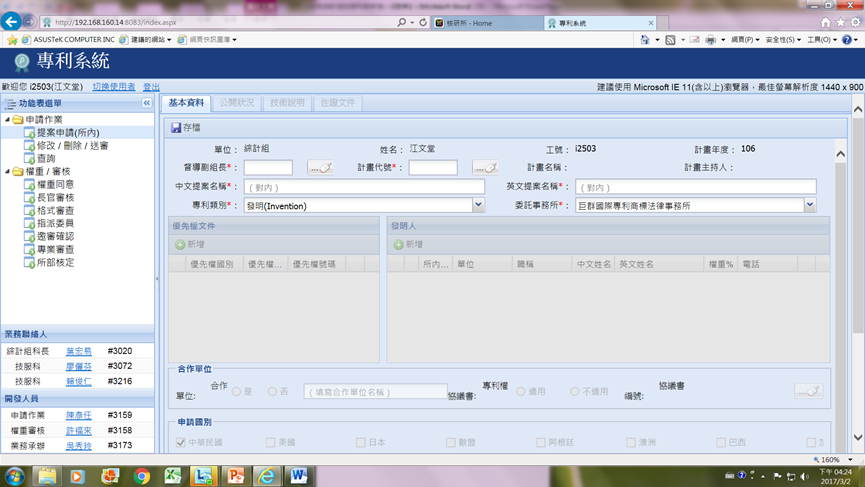 http://192.168.160.14:8083/index.aspx
核研所 - Home
專利系統
ASUSTeK COMPUTER INC 建議的網站 網頁快訊圖庫
網頁(P) 安全性(S) 工具(O)
專利系統
歡迎您 i2503(江文堂) 切換使用者 登出
建議使用 Microsoft IE 11(含以上)瀏覽器，最佳螢幕解析度 1440 x 900
功能表選單
申請作業
提案申請(所內)
修改 / 刪除 / 送審
查詢
權重 / 審核
權重同意
長官審核
格式審查
指派委員
邀審確認
專業審查
所部核定
業務聯絡人
綜計組科長 葉宏易 #3020
技服科 廖儷芬 #3072
技服科 賴俊仁 #3216
開發人員
申請作業 陳彥任 #3159
權重審核 許福來 #3158
業務承辦 吳秀玲 #3173
基本資料 公開狀況 技術說明 佐證文件
存檔
單位： 綜計組 姓名： 江文堂 工號： i2503 計畫年度： 106
督導副組長*： 計畫代號*： 計畫名稱： 計畫主持人：
中文提案名稱*： （對內） 英文提案名稱*： （對內）
專利類別*： 發明(Invention) 委託事務所*： 巨群國際專利商標法律事務所
優先權文件 發明人
新增 新增
優先權國別 優先權... 優先權號碼
所內... 單位 職稱 中文姓名 英文姓名 權重% 電話
合作單位
合作單位: 是 否 （填寫合作單位名稱） 專利權協議書: 適用 不適用 協議書編號:
申請國別
中華民國 美國 日本 歐盟 阿根廷 澳洲 巴西
160%
下午 04:24
2017/3/2